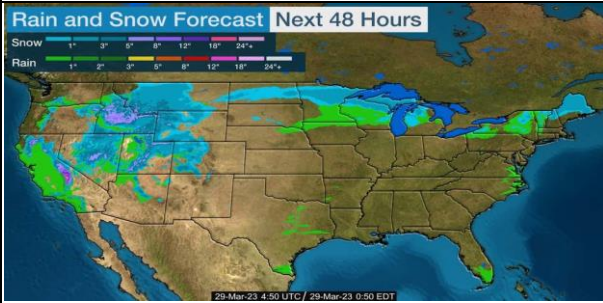 Rain and Snow Forecast Next 48 Hours
Snow 1" 3" 5" 8" 12" 18" 24"+
Rain 1" 2" 3" 5" 8" 12" 18" 24"+
29-Mar-23 4:50 UTC / 29-Mar-23 0:50 EDT